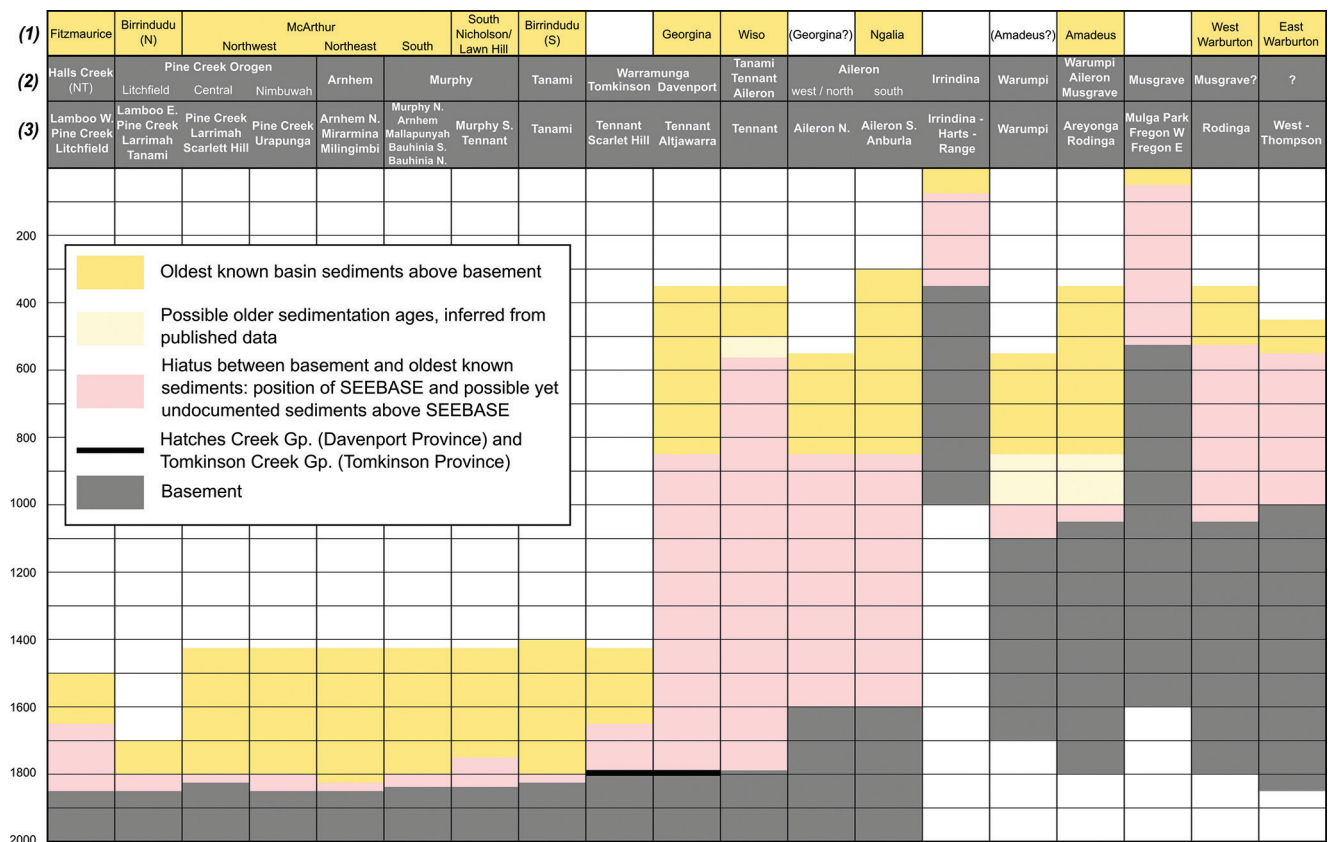 (1)
Fitzmaurice
Birrindudu
(N)
McArthur
Northwest
Northeast
South
South
Nicholson/
Lawn Hill
Birrindudu
(S)
Georgina
Wiso
(Georgina?)
Ngalia
(Amadeus?)
Amadeus
West
Warburton
East
Warburton
(2)
Halls Creek
(NT)
Pine Creek Orogen
Litchfield
Central
Nimbuwah
Arnhem
Murphy
Tanami
Warramunga
Tomkinson Davenport
Tanami
Tennant
Aileron
Aileron
west / north
south
Irrindina
Warumpi
Warumpi
Aileron
Musgrave
Musgrave
Musgrave?
?
(3)
Lamboo W.
Pine Creek
Litchfield
Lamboo E.
Pine Creek
Larrimah
Tanami
Pine Creek
Larrimah
Scarlett Hill
Pine Creek
Urapunga
Arnhem N.
Mirarmina
Milingimbi
Murphy N.
Arnhem
Mallapunyah
Bauhinia S.
Bauhinia N.
Murphy S.
Tennant
Tanami
Tennant
Scarlet Hill
Tennant
Altjawarra
Tennant
Aileron N.
Aileron S.
Anburla
Irrindina -
Harts -
Range
Warumpi
Areyonga
Rodinga
Mulga Park
Fregon W
Fregon E
Rodinga
West -
Thompson
200
400
600
800
1000
1200
1400
1600
1800
2000
Oldest known basin sediments above basement
Possible older sedimentation ages, inferred from
published data
Hiatus between basement and oldest known
sediments: position of SEEBASE and possible yet
undocumented sediments above SEEBASE
Hatches Creek Gp. (Davenport Province) and
Tomkinson Creek Gp. (Tomkinson Province)
Basement